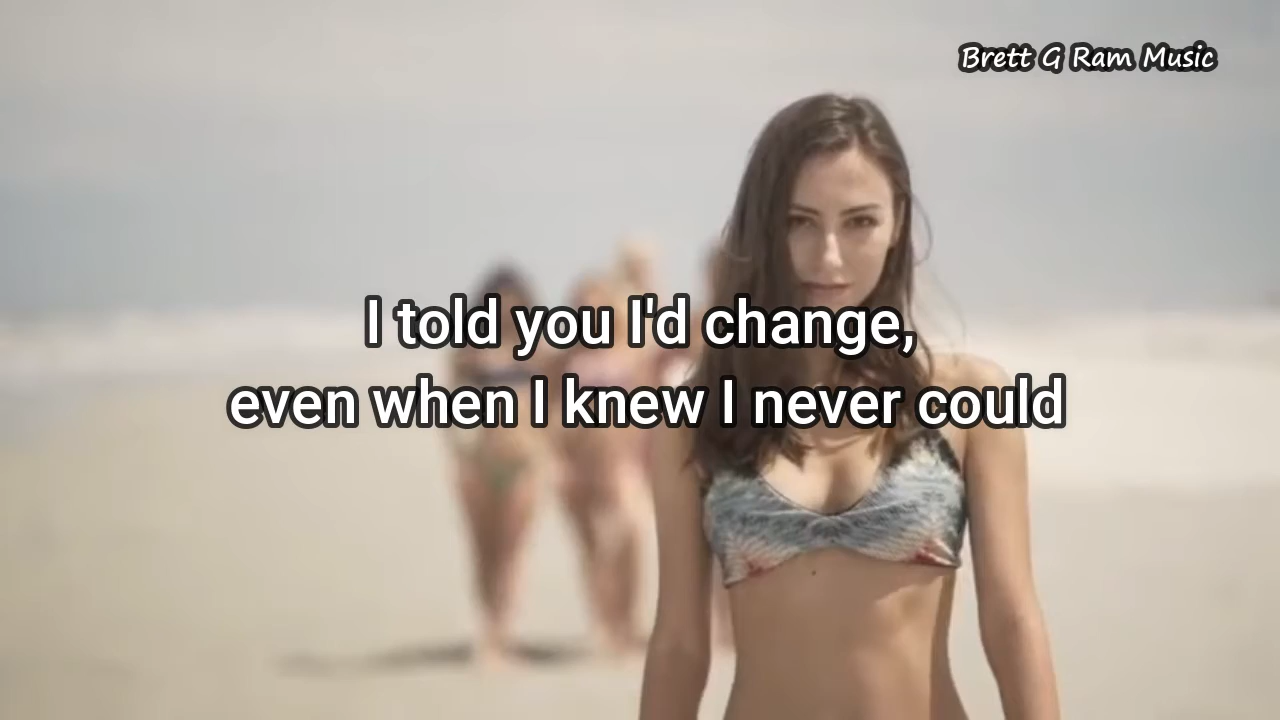 Brett G Ram Music
I told you I'd change,
even when I knew I never could